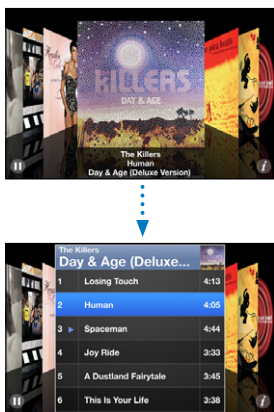 KILLERS
DAY & AGE
The Killers
Human
Day & Age (Deluxe Version)
The Killers
Day & Age (Deluxe...
1 Losing Touch 4:13
2 Human 4:05
3 Spaceman 4:44
4 Joy Ride 3:33
5 A Dustland Fairytale 3:45
6 This Is Your Life 3:38